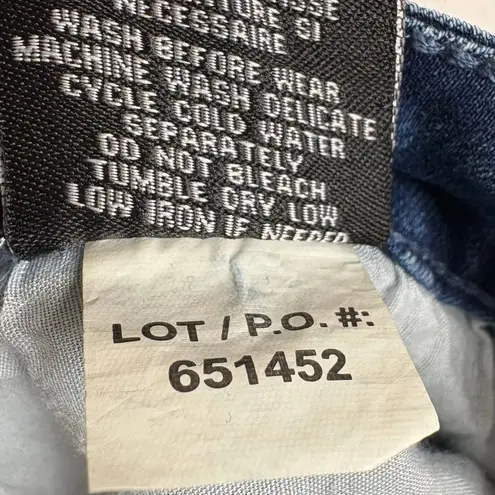 NECESSAIRE
WASH BEFORE WEAR
MACHINE WASH DELICATE
CYCLE COLD WATER
SEPARATELY
DO NOT BLEACH
TUMBLE DRY LOW
LOW IRON IF NEEDED
LOT / P.O. #:
651452